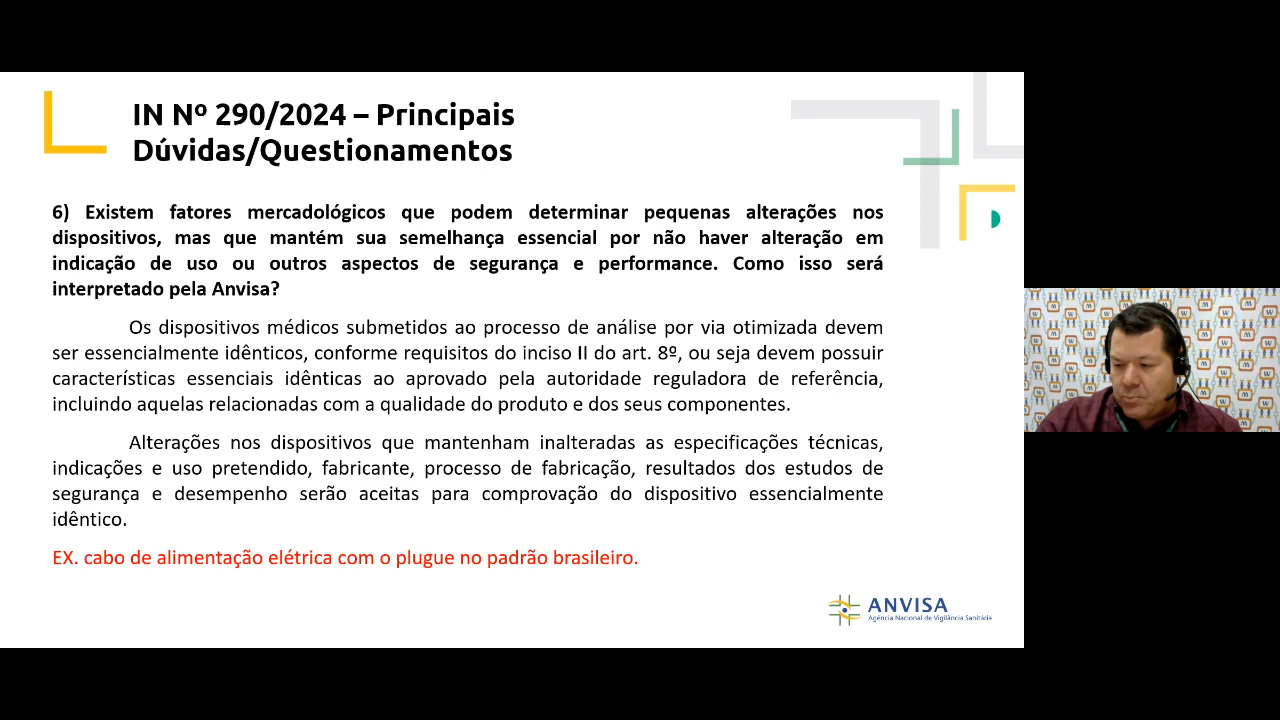 IN Nº 290/2024 – Principais
Dúvidas/Questionamentos
6) Existem fatores mercadológicos que podem determinar pequenas alterações nos
dispositivos, mas que mantém sua semelhança essencial por não haver alteração em
indicação de uso ou outros aspectos de segurança e performance. Como isso será
interpretado pela Anvisa?
Os dispositivos médicos submetidos ao processo de análise por via otimizada devem
ser essencialmente idênticos, conforme requisitos do inciso II do art. 8º, ou seja devem possuir
características essenciais idênticas ao aprovado pela autoridade reguladora de referência,
incluindo aquelas relacionadas com a qualidade do produto e dos seus componentes.
Alterações nos dispositivos que mantenham inalteradas as especificações técnicas,
indicações e uso pretendido, fabricante, processo de fabricação, resultados dos estudos de
segurança e desempenho serão aceitas para comprovação do dispositivo essencialmente
idêntico.
EX. cabo de alimentação elétrica com o plugue no padrão brasileiro.
ANVISA
Agência Nacional de Vigilância Sanitária